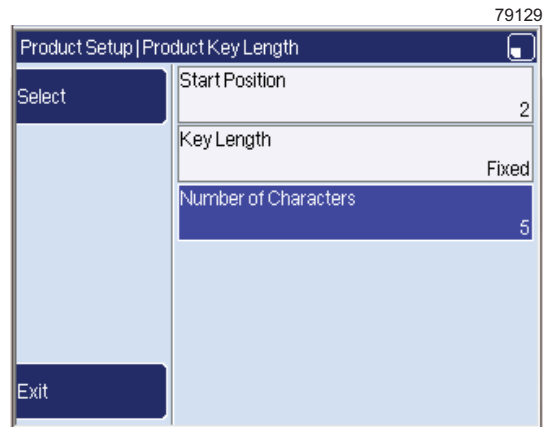 79129
Product Setup | Product Key Length
Select
Start Position
2
Key Length
Fixed
Number of Characters
5
Exit